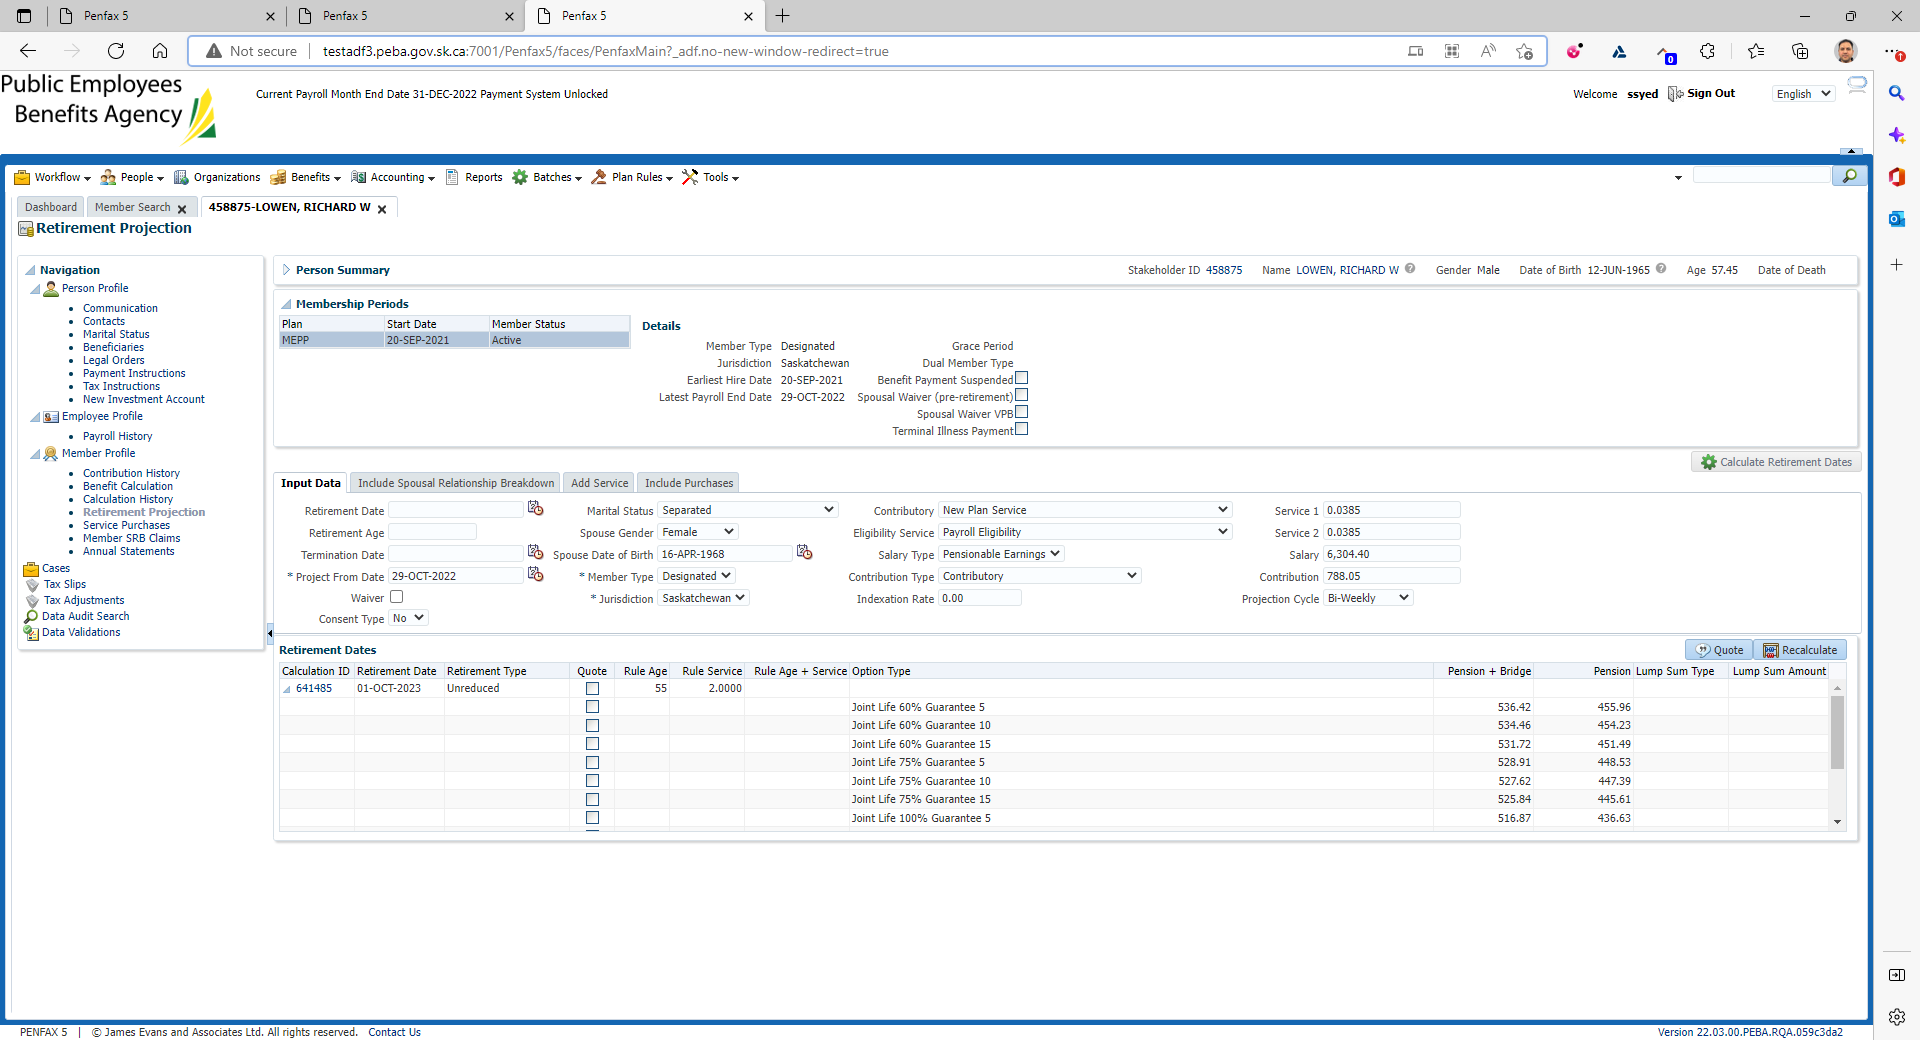 Penfax 5
Penfax 5
Penfax 5
Not secure testadf3.peba.gov.sk.ca:7001/Penfax5/faces/PenfaxMain?_adf.no-new-window-redirect=true
0
1
Public Employees
Benefits Agency
Current Payroll Month End Date 31-DEC-2022 Payment System Unlocked
Welcome ssyed Sign Out English
Workflow People Organizations Benefits Accounting Reports Batches Plan Rules Tools
Dashboard Member Search 458875-LOWEN, RICHARD W
Retirement Projection
Navigation
Person Profile
Communication
Contacts
Marital Status
Beneficiaries
Legal Orders
Payment Instructions
Tax Instructions
New Investment Account
Employee Profile
Payroll History
Member Profile
Contribution History
Benefit Calculation
Calculation History
Retirement Projection
Service Purchases
Member SRB Claims
Annual Statements
Cases
Tax Slips
Tax Adjustments
Data Audit Search
Data Validations
Person Summary Stakeholder ID 458875 Name LOWEN, RICHARD W Gender Male Date of Birth 12-JUN-1965 Age 57.45 Date of Death
Membership Periods
Plan Start Date Member Status
MEPP 20-SEP-2021 Active
Details
Member Type Designated Grace Period
Jurisdiction Saskatchewan Dual Member Type
Earliest Hire Date 20-SEP-2021 Benefit Payment Suspended
Latest Payroll End Date 29-OCT-2022 Spousal Waiver (pre-retirement)
Spousal Waiver VPB
Terminal Illness Payment
Calculate Retirement Dates
Input Data Include Spousal Relationship Breakdown Add Service Include Purchases
Retirement Date Marital Status Separated Contributory New Plan Service Service 1 0.0385
Retirement Age Spouse Gender Female Eligibility Service Payroll Eligibility Service 2 0.0385
Termination Date Spouse Date of Birth 16-APR-1968 Salary Type Pensionable Earnings Salary 6,304.40
* Project From Date 29-OCT-2022 * Member Type Designated Contribution Type Contributory Contribution 788.05
Waiver * Jurisdiction Saskatchewan Indexation Rate 0.00 Projection Cycle Bi-Weekly
Consent Type No
Retirement Dates Quote Recalculate
Calculation ID Retirement Date Retirement Type Quote Rule Age Rule Service Rule Age + Service Option Type Pension + Bridge Pension Lump Sum Type Lump Sum Amount
641485 01-OCT-2023 Unreduced 55 2.0000
Joint Life 60% Guarantee 5 536.42 455.96
Joint Life 60% Guarantee 10 534.46 454.23
Joint Life 60% Guarantee 15 531.72 451.49
Joint Life 75% Guarantee 5 528.91 448.53
Joint Life 75% Guarantee 10 527.62 447.39
Joint Life 75% Guarantee 15 525.84 445.61
Joint Life 100% Guarantee 5 516.87 436.63
PENFAX 5 | © James Evans and Associates Ltd. All rights reserved. Contact Us Version 22.03.00.PEBA.RQA.059c3da2